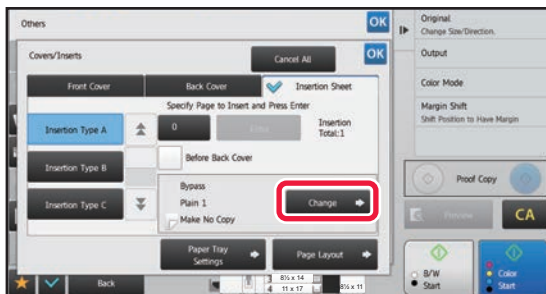 Others
OK
Covers/Inserts
Cancel All
OK
Front Cover
Back Cover
Insertion Sheet
Specify Page to Insert and Press Enter
Insertion Type A
0
Enter
Insertion
Total:1
Insertion Type B
Before Back Cover
Insertion Type C
Bypass
Plain 1
Make No Copy
Change
Paper Tray
Settings
Page Layout
Back
3
8½ x 14
4
11 x 17
8½ x 11
Original
Change Size/Direction.
Output
Color Mode
Margin Shift
Shift Position to Have Margin
Proof Copy
Preview
CA
B/W
Start
Color
Start